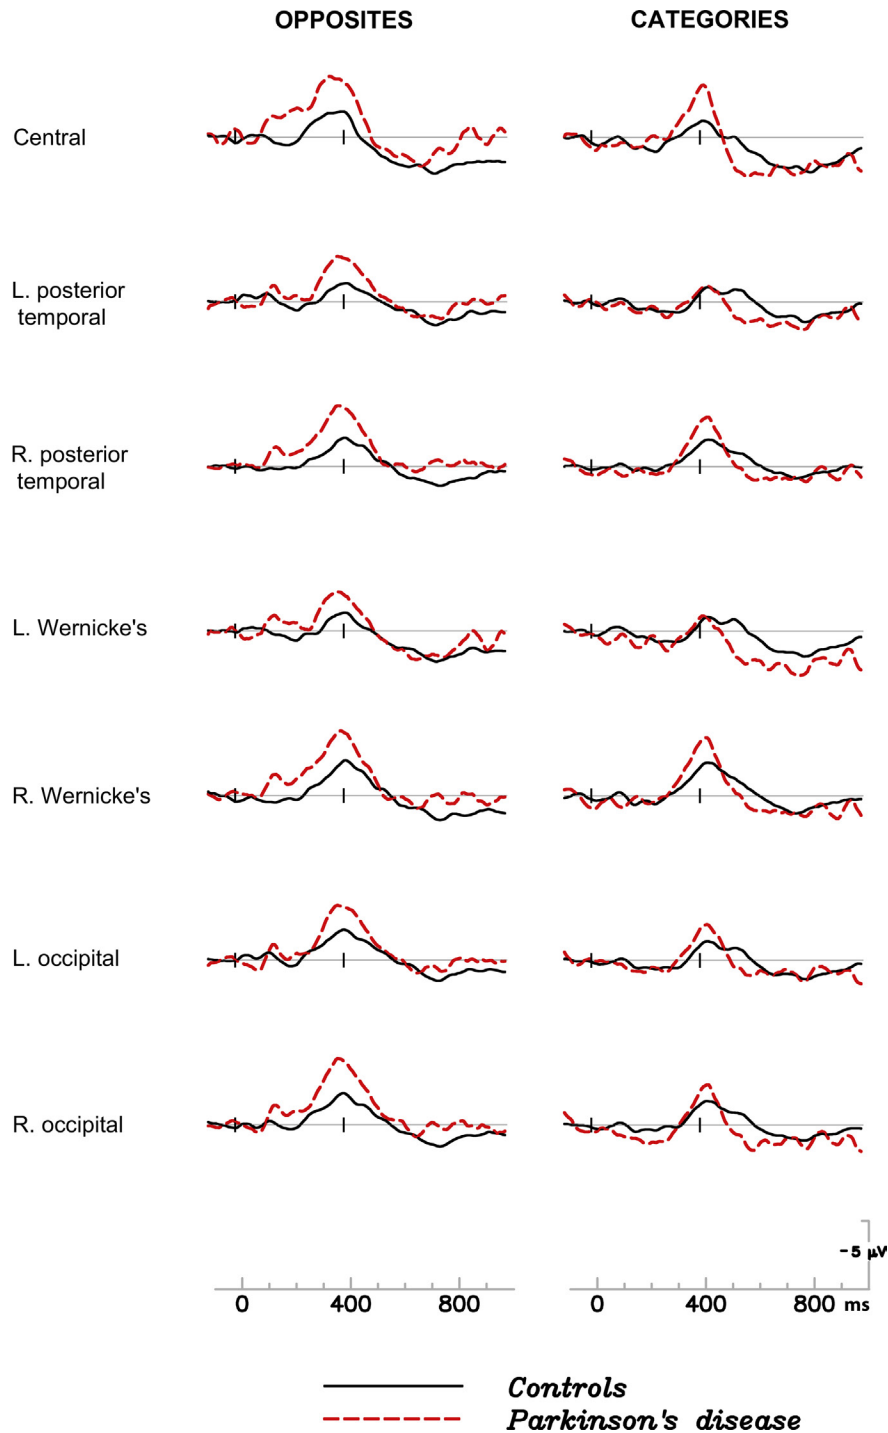 OPPOSITES
CATEGORIES
Central
L. posterior
temporal
R. posterior
temporal
L. Wernicke's
R. Wernicke's
L. occipital
R. occipital
-5 µV
0 400 800
0 400 800 ms
Controls
Parkinson's disease